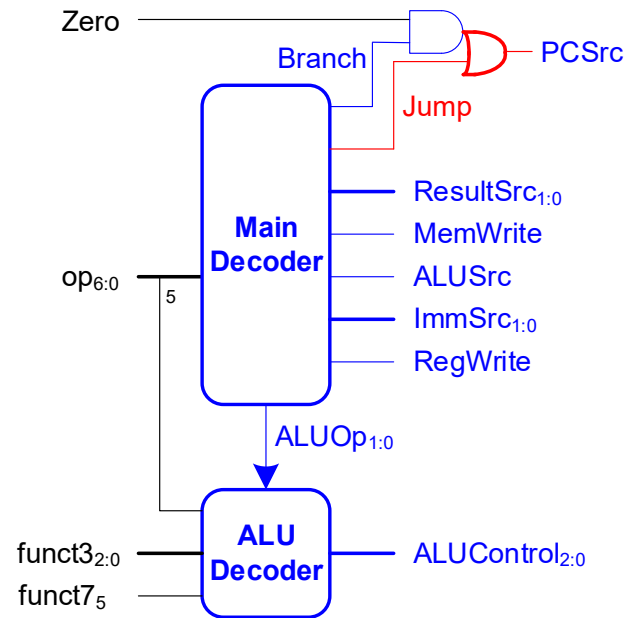 Zero
Branch
PCSrc
Jump
Main
Decoder
ResultSrc1:0
MemWrite
op6:0
5
ALUSrc
ImmSrc1:0
RegWrite
ALUOp1:0
ALU
Decoder
funct32:0
ALUControl2:0
funct75